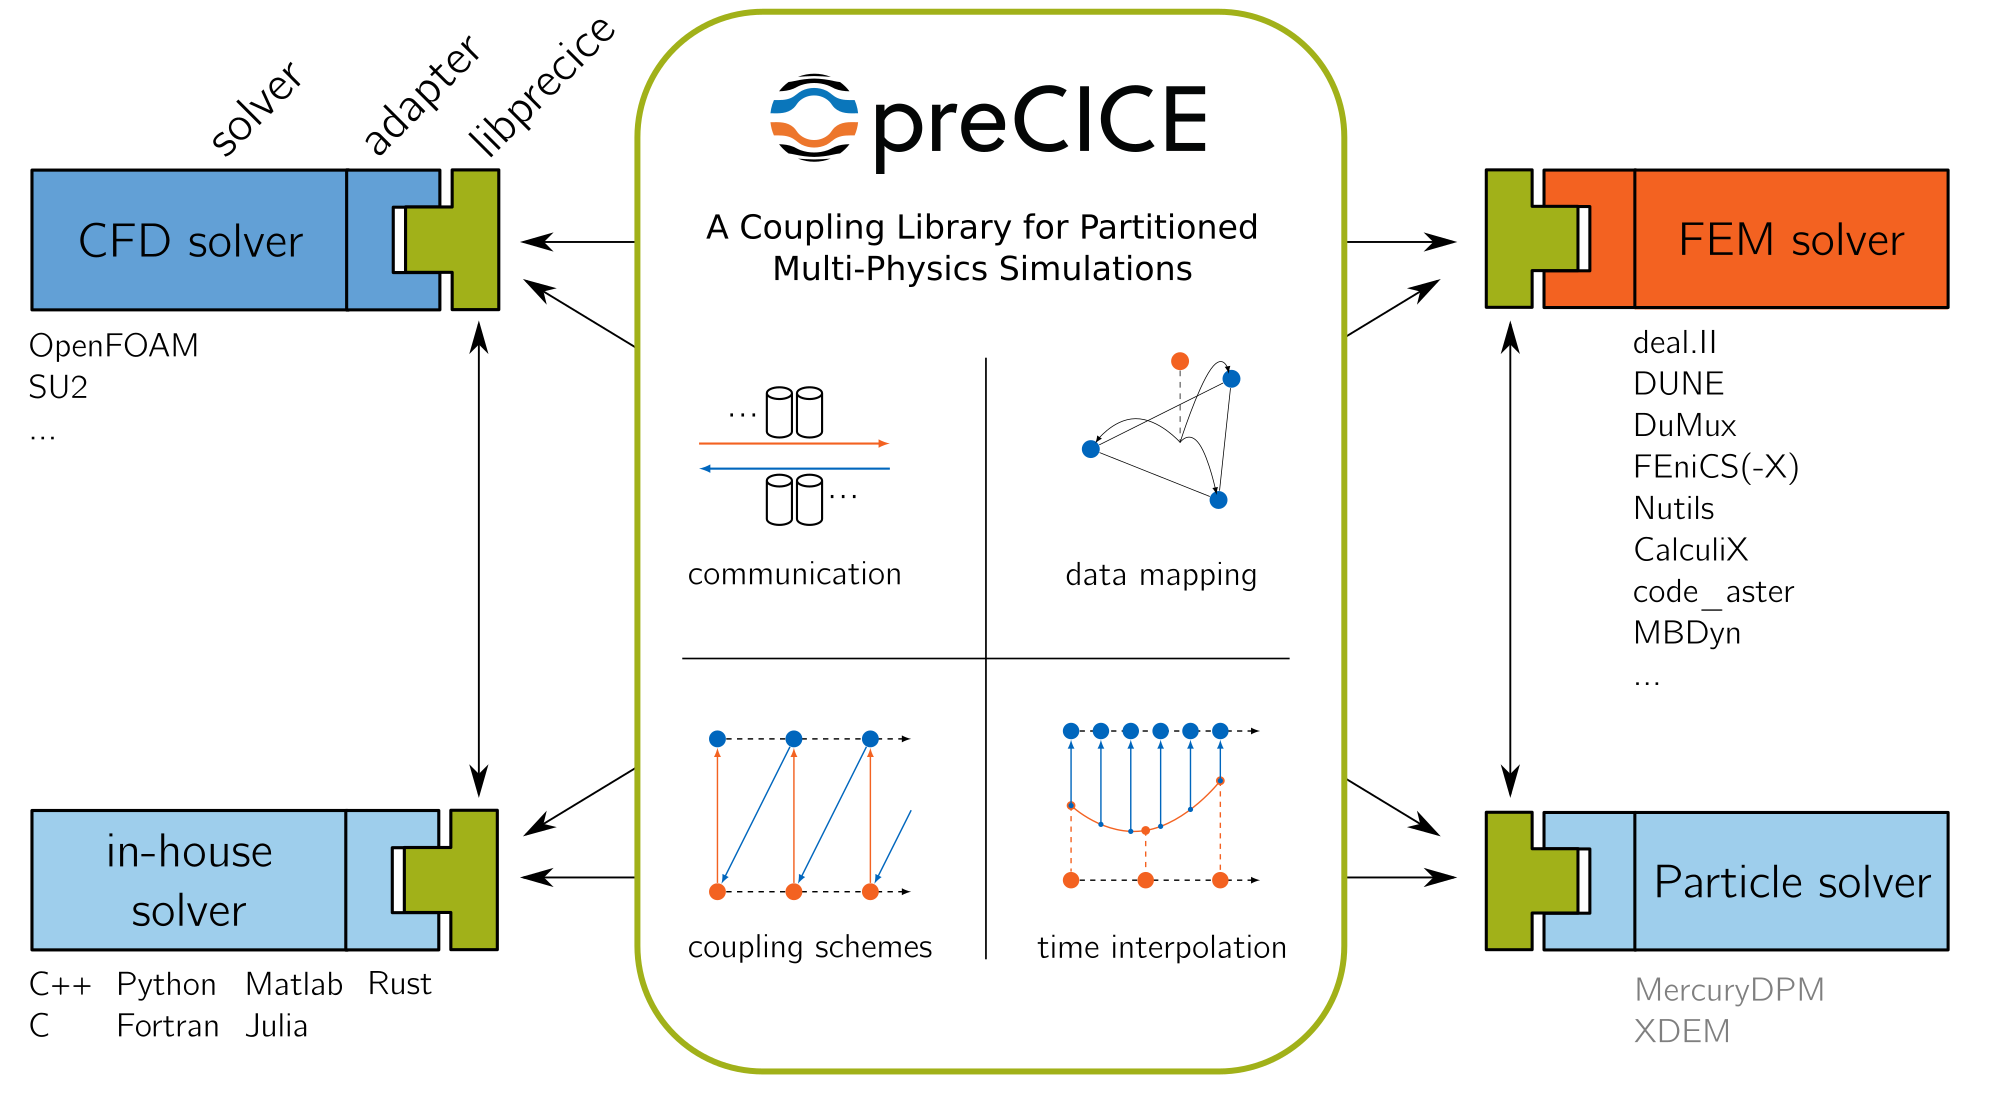 solver
adapter
libprecice
CFD solver
OpenFOAM
SU2
...
preCICE
A Coupling Library for Partitioned
Multi-Physics Simulations
...
...
communication
data mapping
coupling schemes
time interpolation
FEM solver
deal.II
DUNE
DuMux
FEniCS(-X)
Nutils
CalculiX
code_aster
MBDyn
...
in-house
solver
C++ Python Matlab Rust
C Fortran Julia
Particle solver
MercuryDPM
XDEM